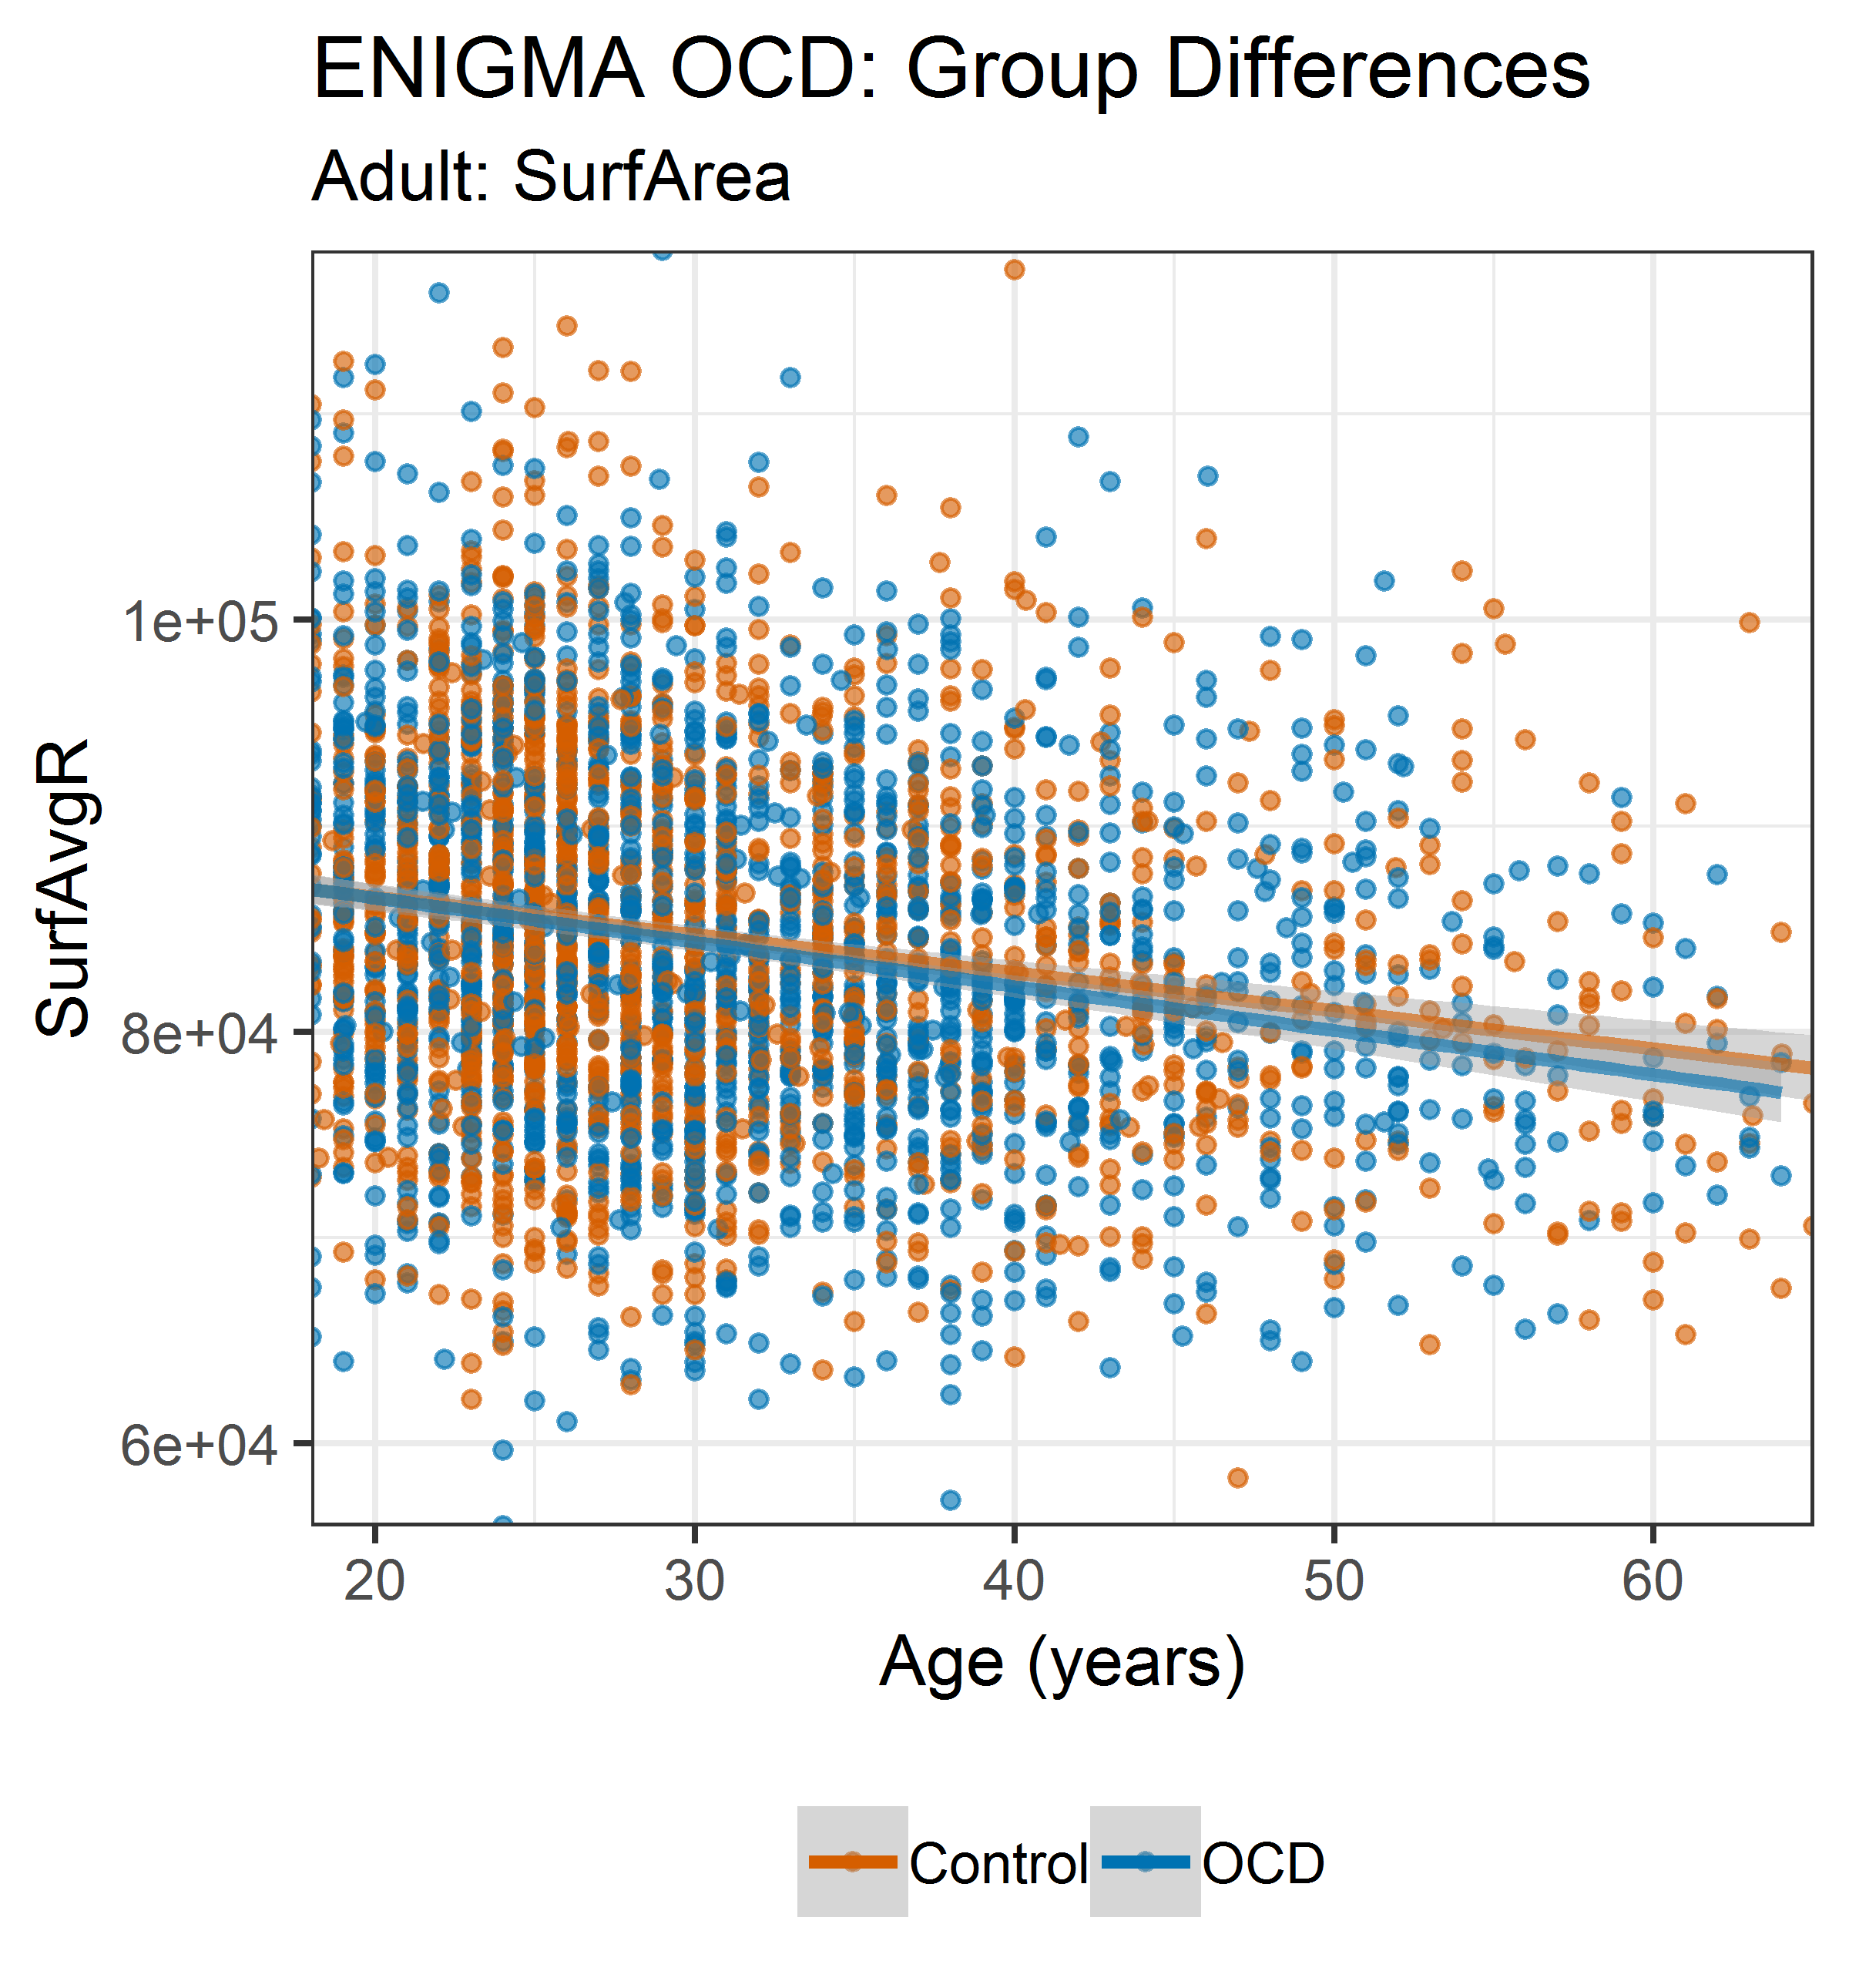 ENIGMA OCD: Group Differences
Adult: SurfArea
SurfAvgR
1e+05
8e+04
6e+04
20 30 40 50 60
Age (years)
Control OCD